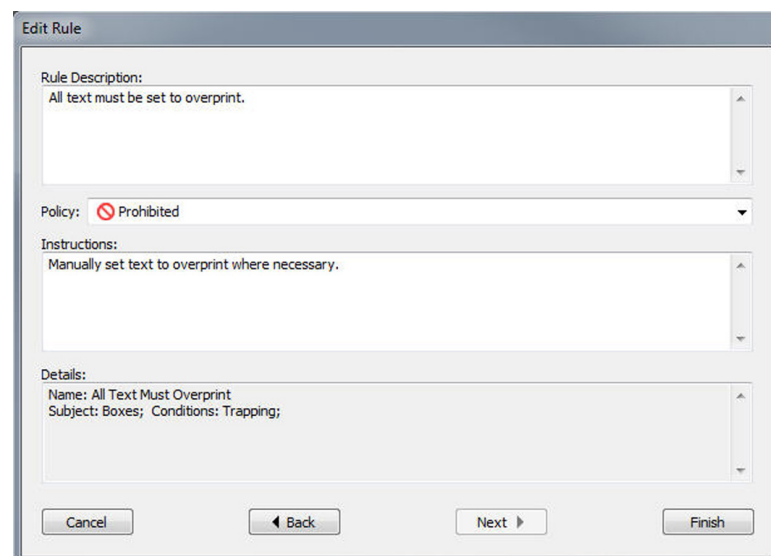 Edit Rule
Rule Description:
All text must be set to overprint.
Policy: Prohibited
Instructions:
Manually set text to overprint where necessary.
Details:
Name: All Text Must Overprint
Subject: Boxes; Conditions: Trapping;
Cancel Back Next Finish